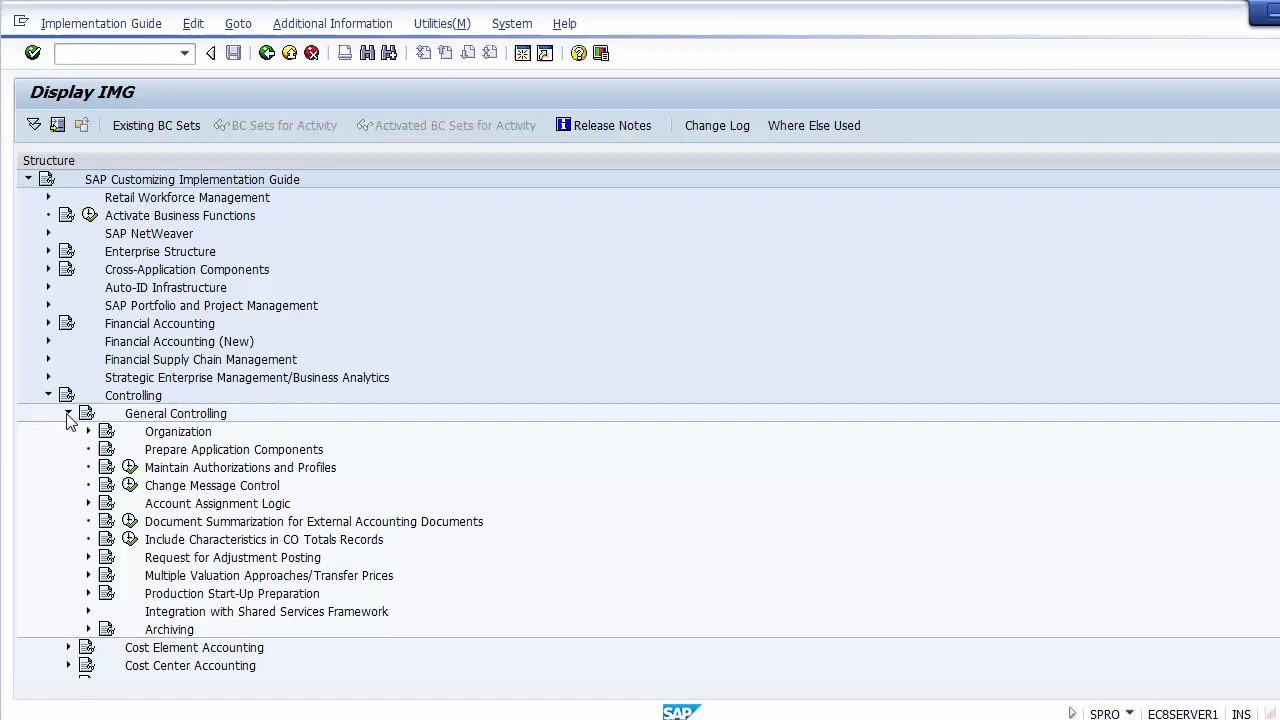 Implementation Guide Edit Goto Additional Information Utilities(M) System Help
Display IMG
Existing BC Sets BC Sets for Activity Activated BC Sets for Activity Release Notes Change Log Where Else Used
Structure
SAP Customizing Implementation Guide
Retail Workforce Management
Activate Business Functions
SAP NetWeaver
Enterprise Structure
Cross-Application Components
Auto-ID Infrastructure
SAP Portfolio and Project Management
Financial Accounting
Financial Accounting (New)
Financial Supply Chain Management
Strategic Enterprise Management/Business Analytics
Controlling
General Controlling
Organization
Prepare Application Components
Maintain Authorizations and Profiles
Change Message Control
Account Assignment Logic
Document Summarization for External Accounting Documents
Include Characteristics in CO Totals Records
Request for Adjustment Posting
Multiple Valuation Approaches/Transfer Prices
Production Start-Up Preparation
Integration with Shared Services Framework
Archiving
Cost Element Accounting
Cost Center Accounting
SAP SPRO EC8SERVER1 INS